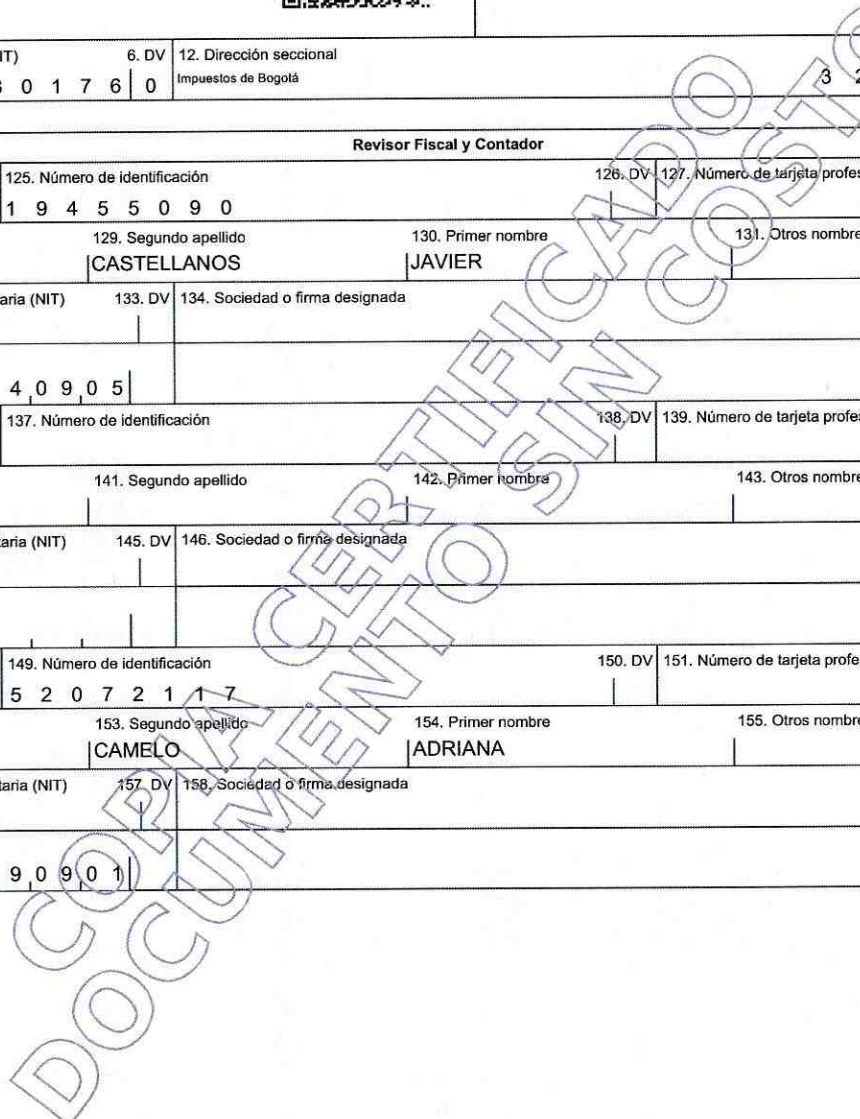 IT) 6. DV 12. Dirección seccional
0 1 7 6 0 Impuestos de Bogotá 3 2
Revisor Fiscal y Contador
125. Número de identificación 126. DV 127. Número de tarjeta profes
1 9 4 5 5 0 9 0
129. Segundo apellido 130. Primer nombre 131. Otros nombre
CASTELLANOS JAVIER
aria (NIT) 133. DV 134. Sociedad o firma designada
4 0 9 0 5
137. Número de identificación 138. DV 139. Número de tarjeta profes
141. Segundo apellido 142. Primer nombre 143. Otros nombre
taria (NIT) 145. DV 146. Sociedad o firma designada
149. Número de identificación 150. DV 151. Número de tarjeta profe
5 2 0 7 2 1 1 7
153. Segundo apellido 154. Primer nombre 155. Otros nombre
CAMELO ADRIANA
taria (NIT) 157. DV 158. Sociedad o firma designada
9 0 9 0 1
COPIA CERTIFICADO
DOCUMENTO SIN COSTO